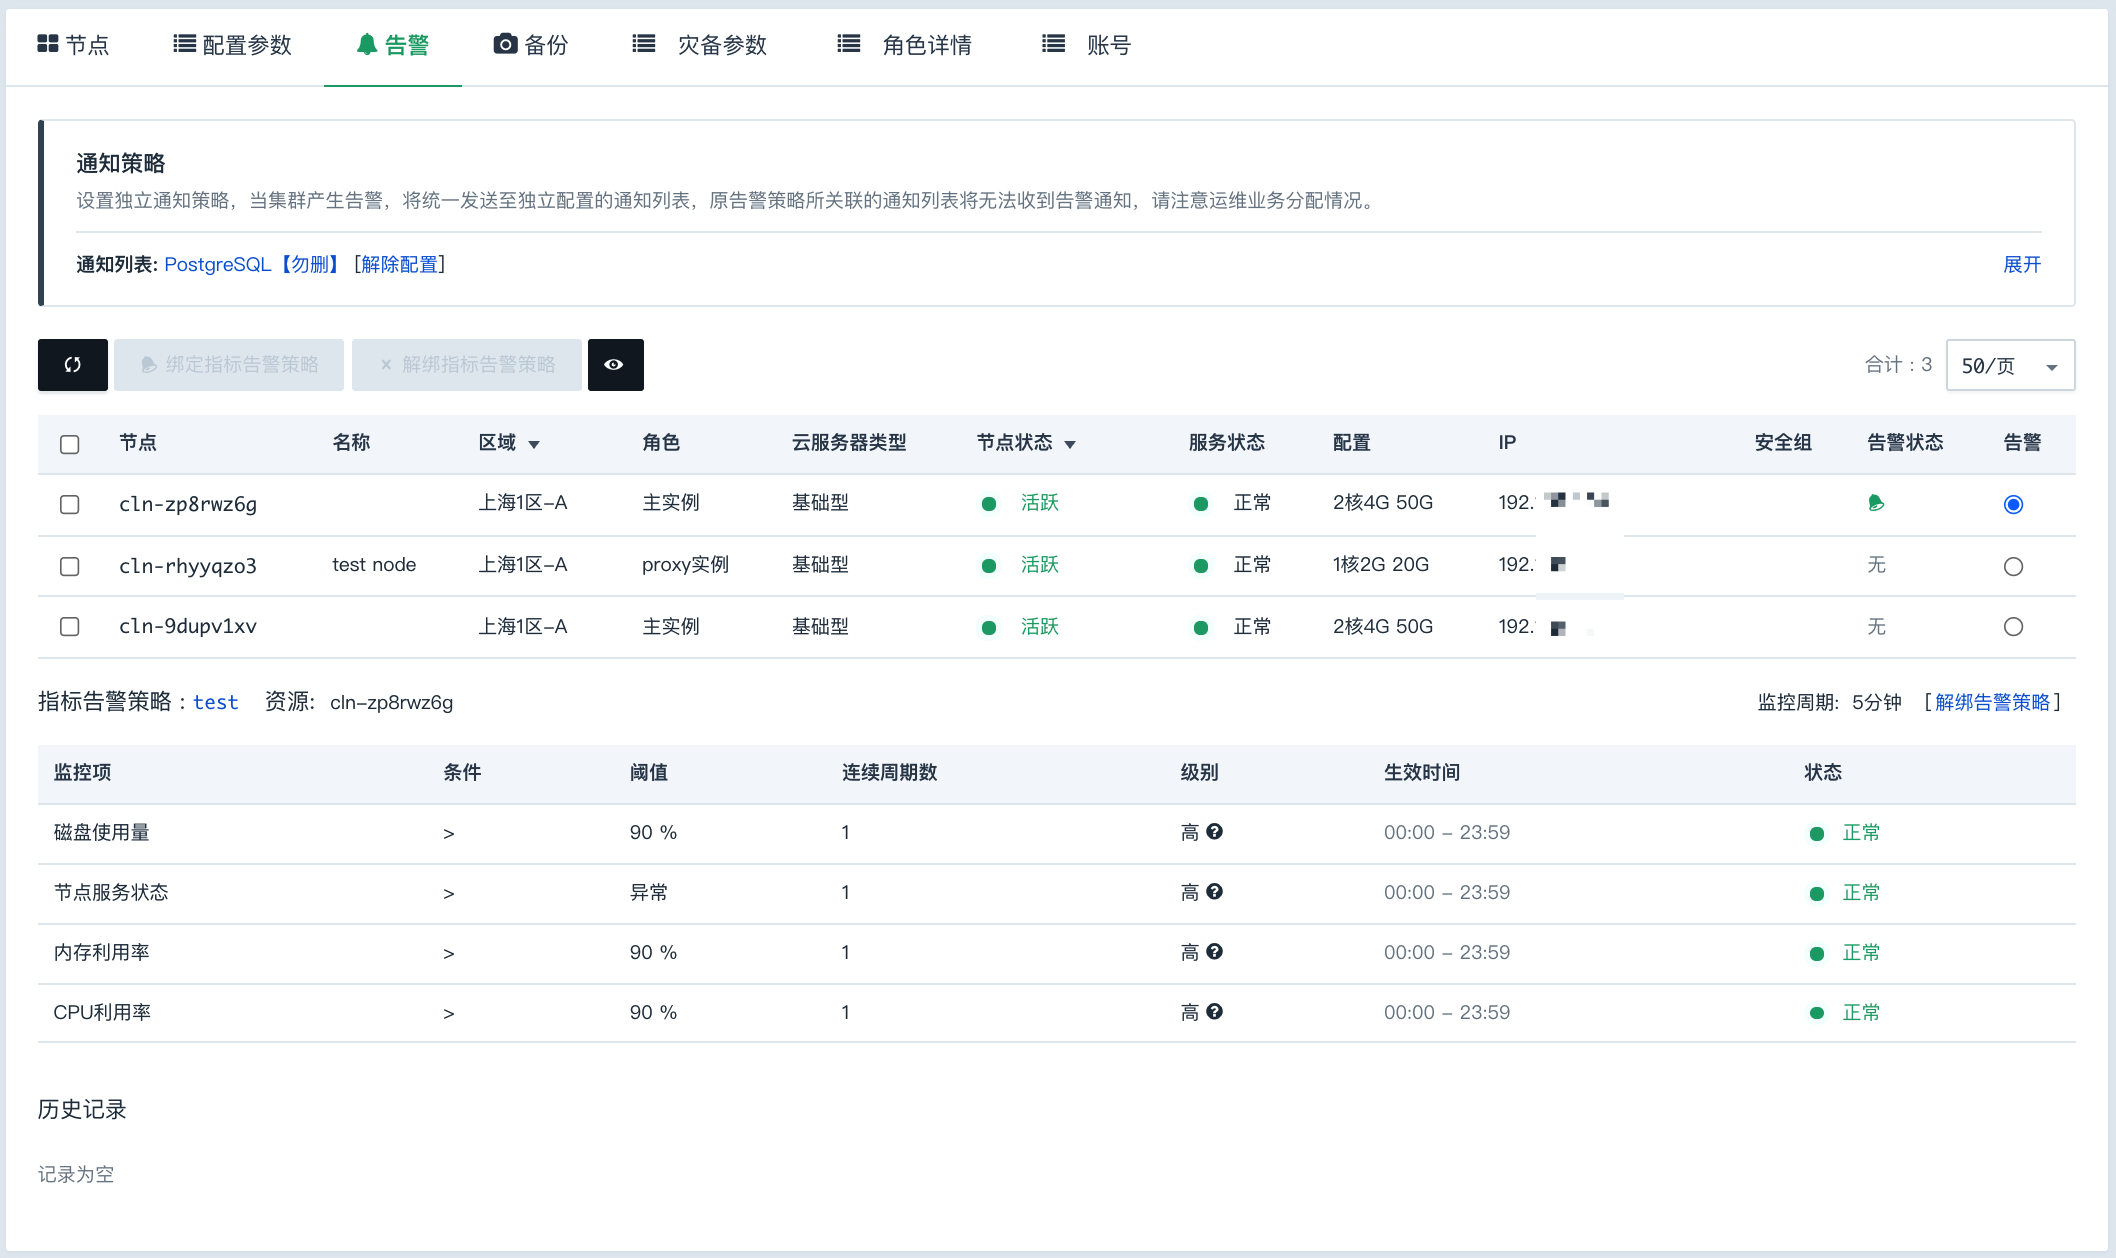 节点 配置参数 告警 备份 灾备参数 角色详情 账号
通知策略
设置独立通知策略，当集群产生告警，将统一发送至独立配置的通知列表，原告警策略所关联的通知列表将无法收到告警通知，请注意运维业务分配情况。
通知列表: PostgreSQL【勿删】 [解除配置] 展开
绑定指标告警策略 × 解绑指标告警策略 合计 : 3 50/页
节点 名称 区域 角色 云服务器类型 节点状态 服务状态 配置 IP 安全组 告警状态 告警
cln-zp8rwz6g 上海1区-A 主实例 基础型 活跃 正常 2核4G 50G 192.
cln-rhyyqzo3 test node 上海1区-A proxy实例 基础型 活跃 正常 1核2G 20G 192. 无
cln-9dupv1xv 上海1区-A 主实例 基础型 活跃 正常 2核4G 50G 192. 无
指标告警策略 : test 资源: cln-zp8rwz6g 监控周期: 5分钟 [解绑告警策略]
监控项 条件 阈值 连续周期数 级别 生效时间 状态
磁盘使用量 > 90 % 1 高 00:00 - 23:59 正常
节点服务状态 > 异常 1 高 00:00 - 23:59 正常
内存利用率 > 90 % 1 高 00:00 - 23:59 正常
CPU利用率 > 90 % 1 高 00:00 - 23:59 正常
历史记录
记录为空